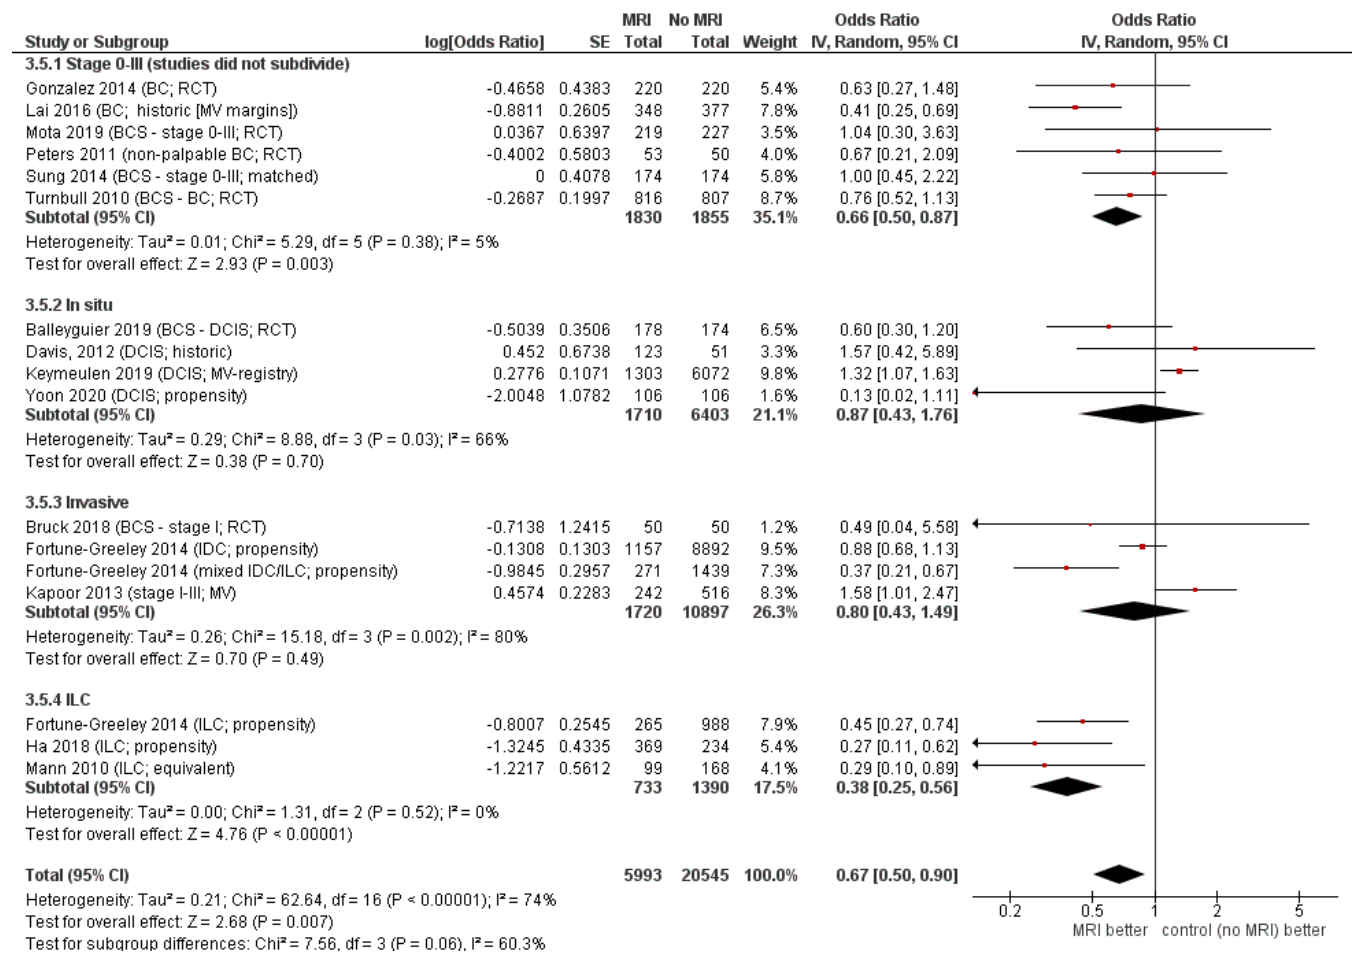 MRI No MRI Odds Ratio Odds Ratio
Study or Subgroup log[Odds Ratio] SE Total Total Weight IV, Random, 95% CI IV, Random, 95% CI
3.5.1 Stage 0-III (studies did not subdivide)
Gonzalez 2014 (BC; RCT) -0.4658 0.4383 220 220 5.4% 0.63 [0.27, 1.48]
Lai 2016 (BC; historic [MV margins]) -0.8811 0.2605 348 377 7.8% 0.41 [0.25, 0.69]
Mota 2019 (BCS - stage 0-III; RCT) 0.0367 0.6397 219 227 3.5% 1.04 [0.30, 3.63]
Peters 2011 (non-palpable BC; RCT) -0.4002 0.5803 53 50 4.0% 0.67 [0.21, 2.09]
Sung 2014 (BCS - stage 0-III; matched) 0 0.4078 174 174 5.8% 1.00 [0.45, 2.22]
Turnbull 2010 (BCS - BC; RCT) -0.2687 0.1997 816 807 8.7% 0.76 [0.52, 1.13]
Subtotal (95% CI) 1830 1855 35.1% 0.66 [0.50, 0.87]
Heterogeneity: Tau² = 0.01; Chi² = 5.29, df = 5 (P = 0.38); I² = 5%
Test for overall effect: Z = 2.93 (P = 0.003)
3.5.2 In situ
Balleyguier 2019 (BCS - DCIS; RCT) -0.5039 0.3506 178 174 6.5% 0.60 [0.30, 1.20]
Davis, 2012 (DCIS; historic) 0.452 0.6738 123 51 3.3% 1.57 [0.42, 5.89]
Keymeulen 2019 (DCIS; MV-registry) 0.2776 0.1071 1303 6072 9.8% 1.32 [1.07, 1.63]
Yoon 2020 (DCIS; propensity) -2.0048 1.0782 106 106 1.6% 0.13 [0.02, 1.11]
Subtotal (95% CI) 1710 6403 21.1% 0.87 [0.43, 1.76]
Heterogeneity: Tau² = 0.29; Chi² = 8.88, df = 3 (P = 0.03); I² = 66%
Test for overall effect: Z = 0.38 (P = 0.70)
3.5.3 Invasive
Bruck 2018 (BCS - stage I; RCT) -0.7138 1.2415 50 50 1.2% 0.49 [0.04, 5.58]
Fortune-Greeley 2014 (IDC; propensity) -0.1308 0.1303 1157 8892 9.5% 0.88 [0.68, 1.13]
Fortune-Greeley 2014 (mixed IDC/ILC; propensity) -0.9845 0.2957 271 1439 7.3% 0.37 [0.21, 0.67]
Kapoor 2013 (stage I-III; MV) 0.4574 0.2283 242 516 8.3% 1.58 [1.01, 2.47]
Subtotal (95% CI) 1720 10897 26.3% 0.80 [0.43, 1.49]
Heterogeneity: Tau² = 0.26; Chi² = 15.18, df = 3 (P = 0.002); I² = 80%
Test for overall effect: Z = 0.70 (P = 0.49)
3.5.4 ILC
Fortune-Greeley 2014 (ILC; propensity) -0.8007 0.2545 265 988 7.9% 0.45 [0.27, 0.74]
Ha 2018 (ILC; propensity) -1.3245 0.4335 369 234 5.4% 0.27 [0.11, 0.62]
Mann 2010 (ILC; equivalent) -1.2217 0.5612 99 168 4.1% 0.29 [0.10, 0.89]
Subtotal (95% CI) 733 1390 17.5% 0.38 [0.25, 0.56]
Heterogeneity: Tau² = 0.00; Chi² = 1.31, df = 2 (P = 0.52); I² = 0%
Test for overall effect: Z = 4.76 (P < 0.00001)
Total (95% CI) 5993 20545 100.0% 0.67 [0.50, 0.90]
Heterogeneity: Tau² = 0.21; Chi² = 62.64, df = 16 (P < 0.00001); I² = 74%
Test for overall effect: Z = 2.68 (P = 0.007)
Test for subgroup differences: Chi² = 7.56, df = 3 (P = 0.06), I² = 60.3%
0.2 0.5 1 2 5
MRI better control (no MRI) better